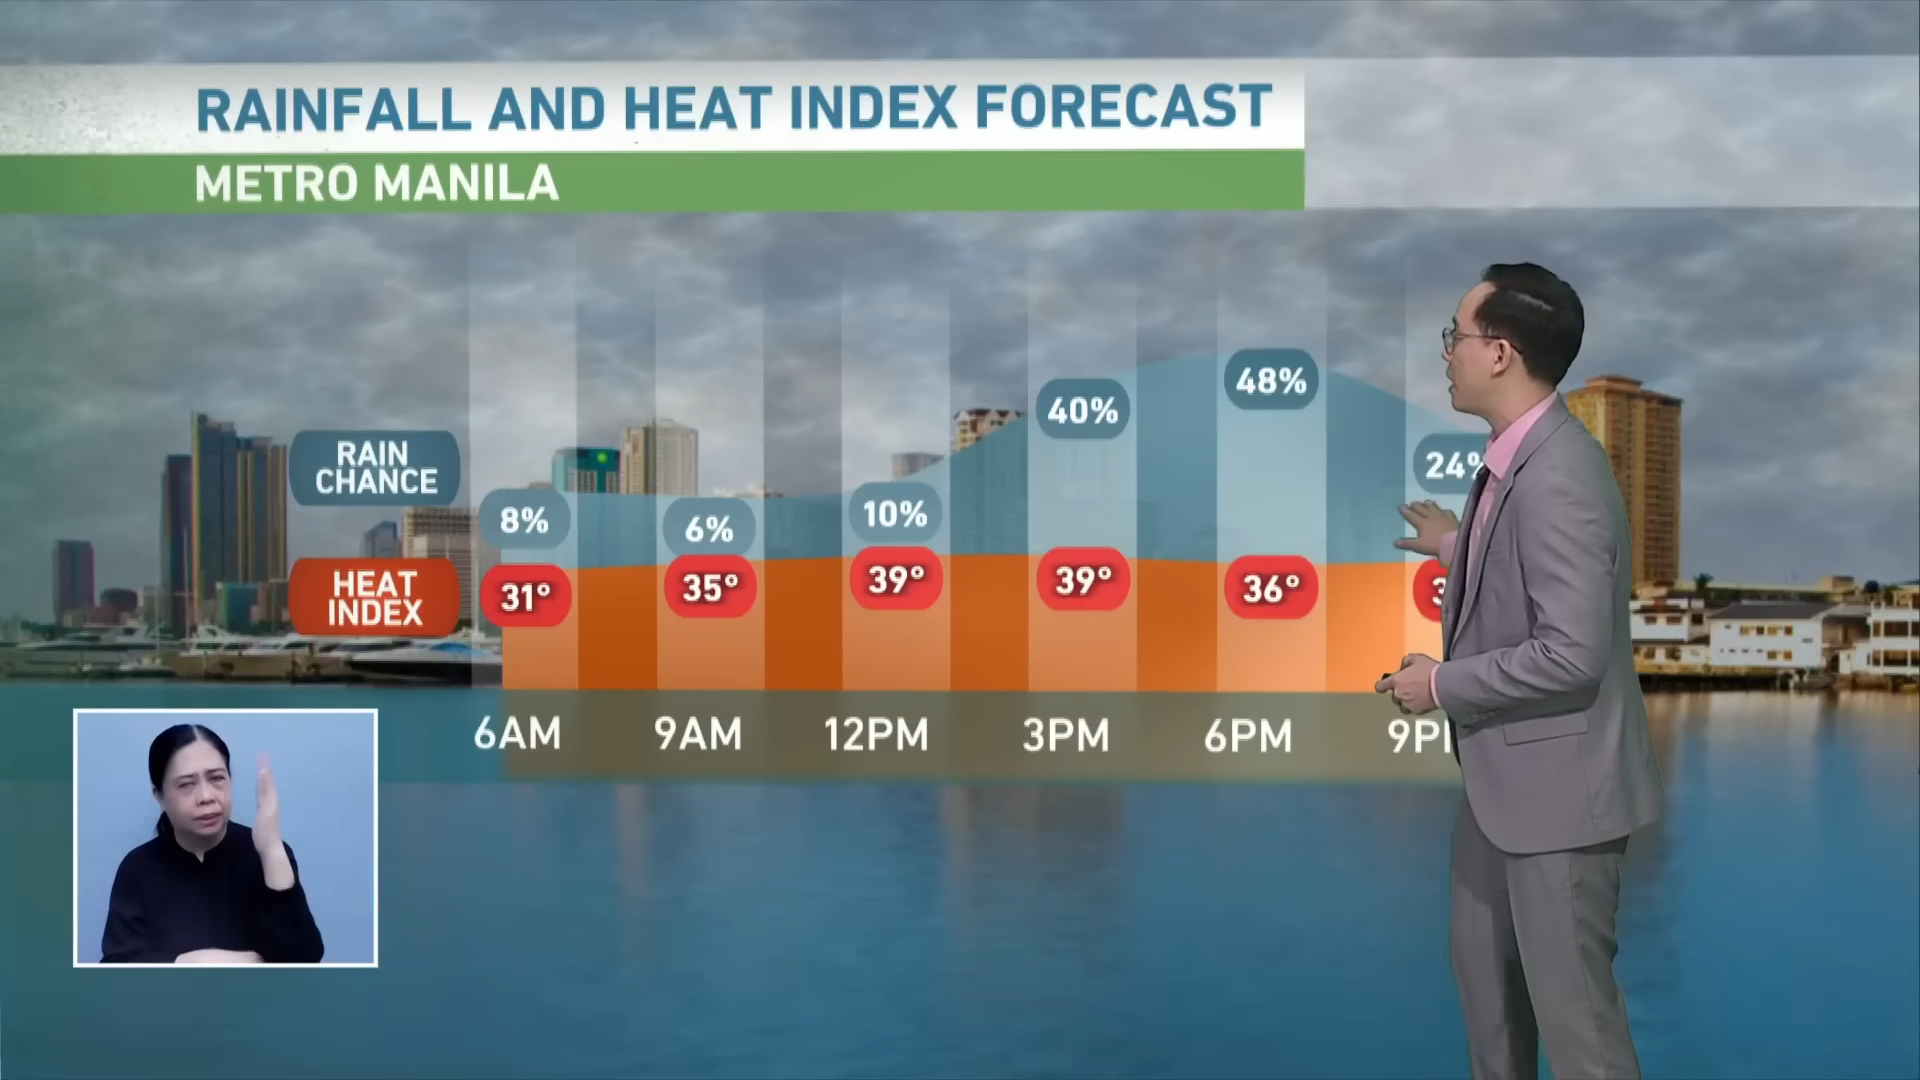 RAINFALL AND HEAT INDEX FORECAST
METRO MANILA
RAIN
CHANCE
8% 6% 10% 40% 48% 24%
HEAT
INDEX
31° 35° 39° 39° 36°
6AM 9AM 12PM 3PM 6PM